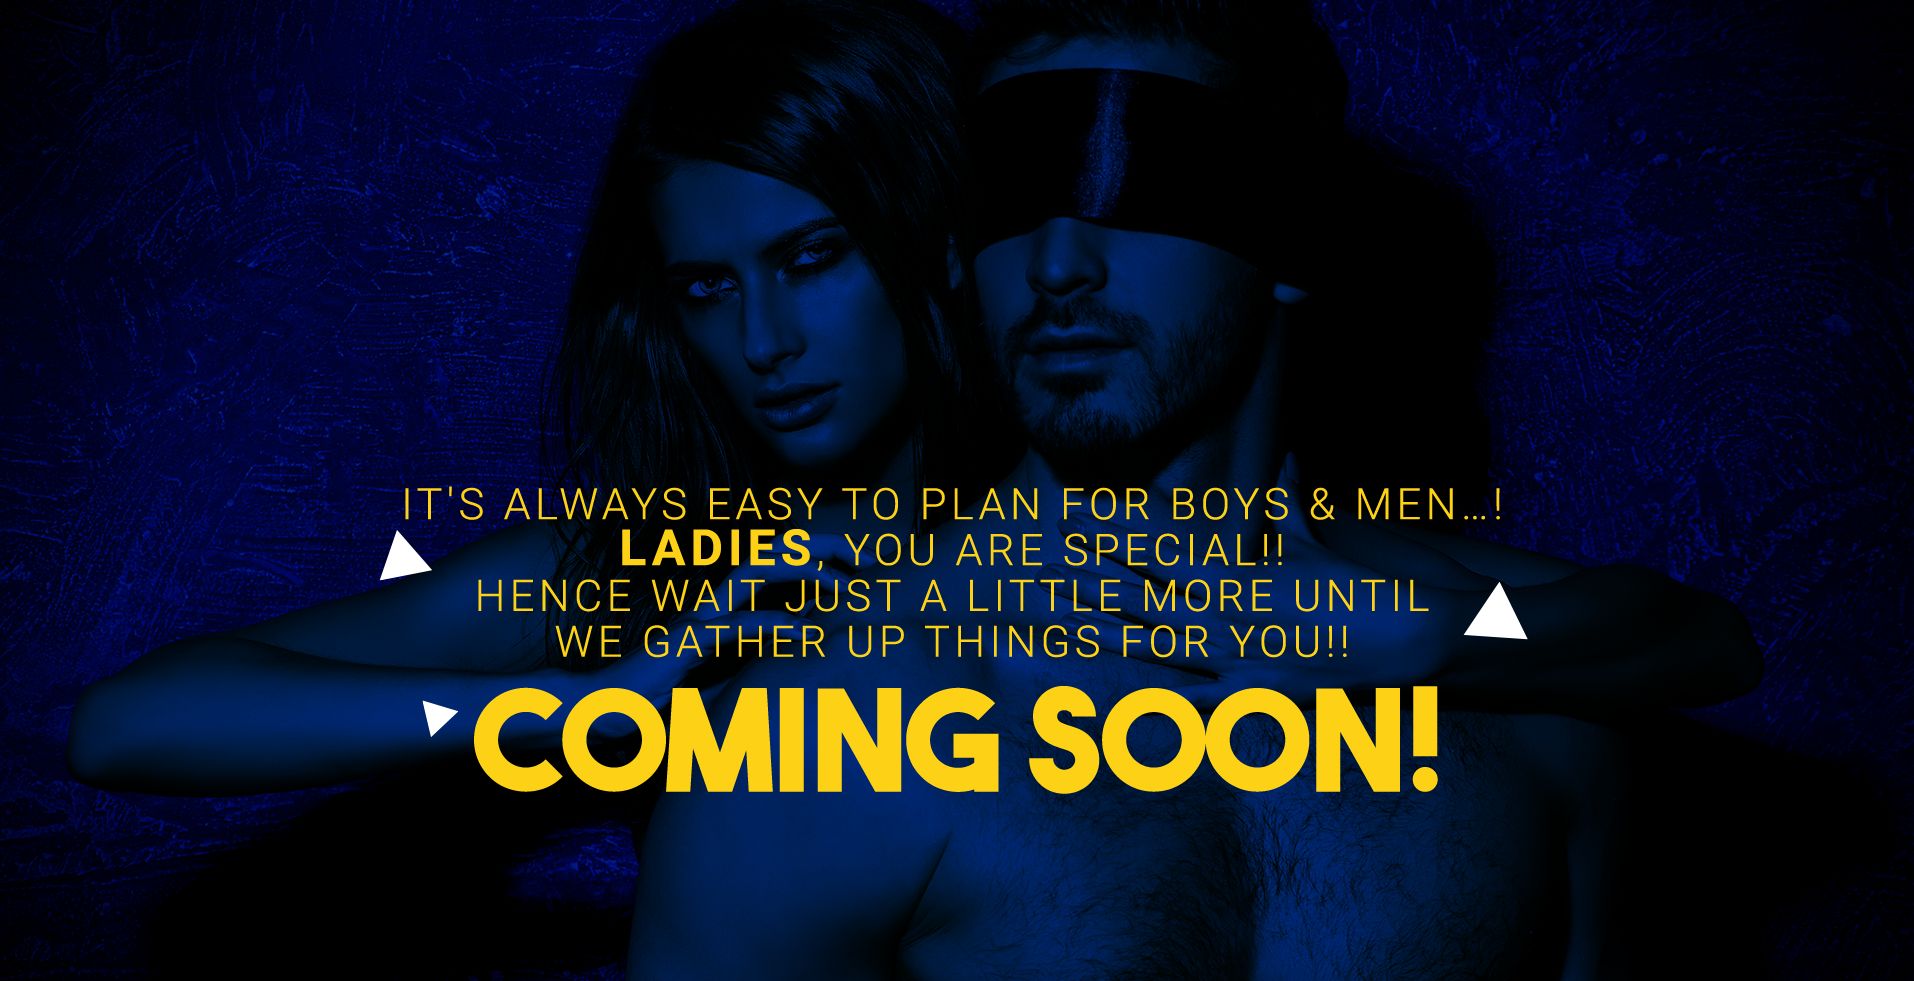 IT'S ALWAYS EASY TO PLAN FOR BOYS & MEN...!
LADIES, YOU ARE SPECIAL!!
HENCE WAIT JUST A LITTLE MORE UNTIL
WE GATHER UP THINGS FOR YOU!!
COMING SOON!